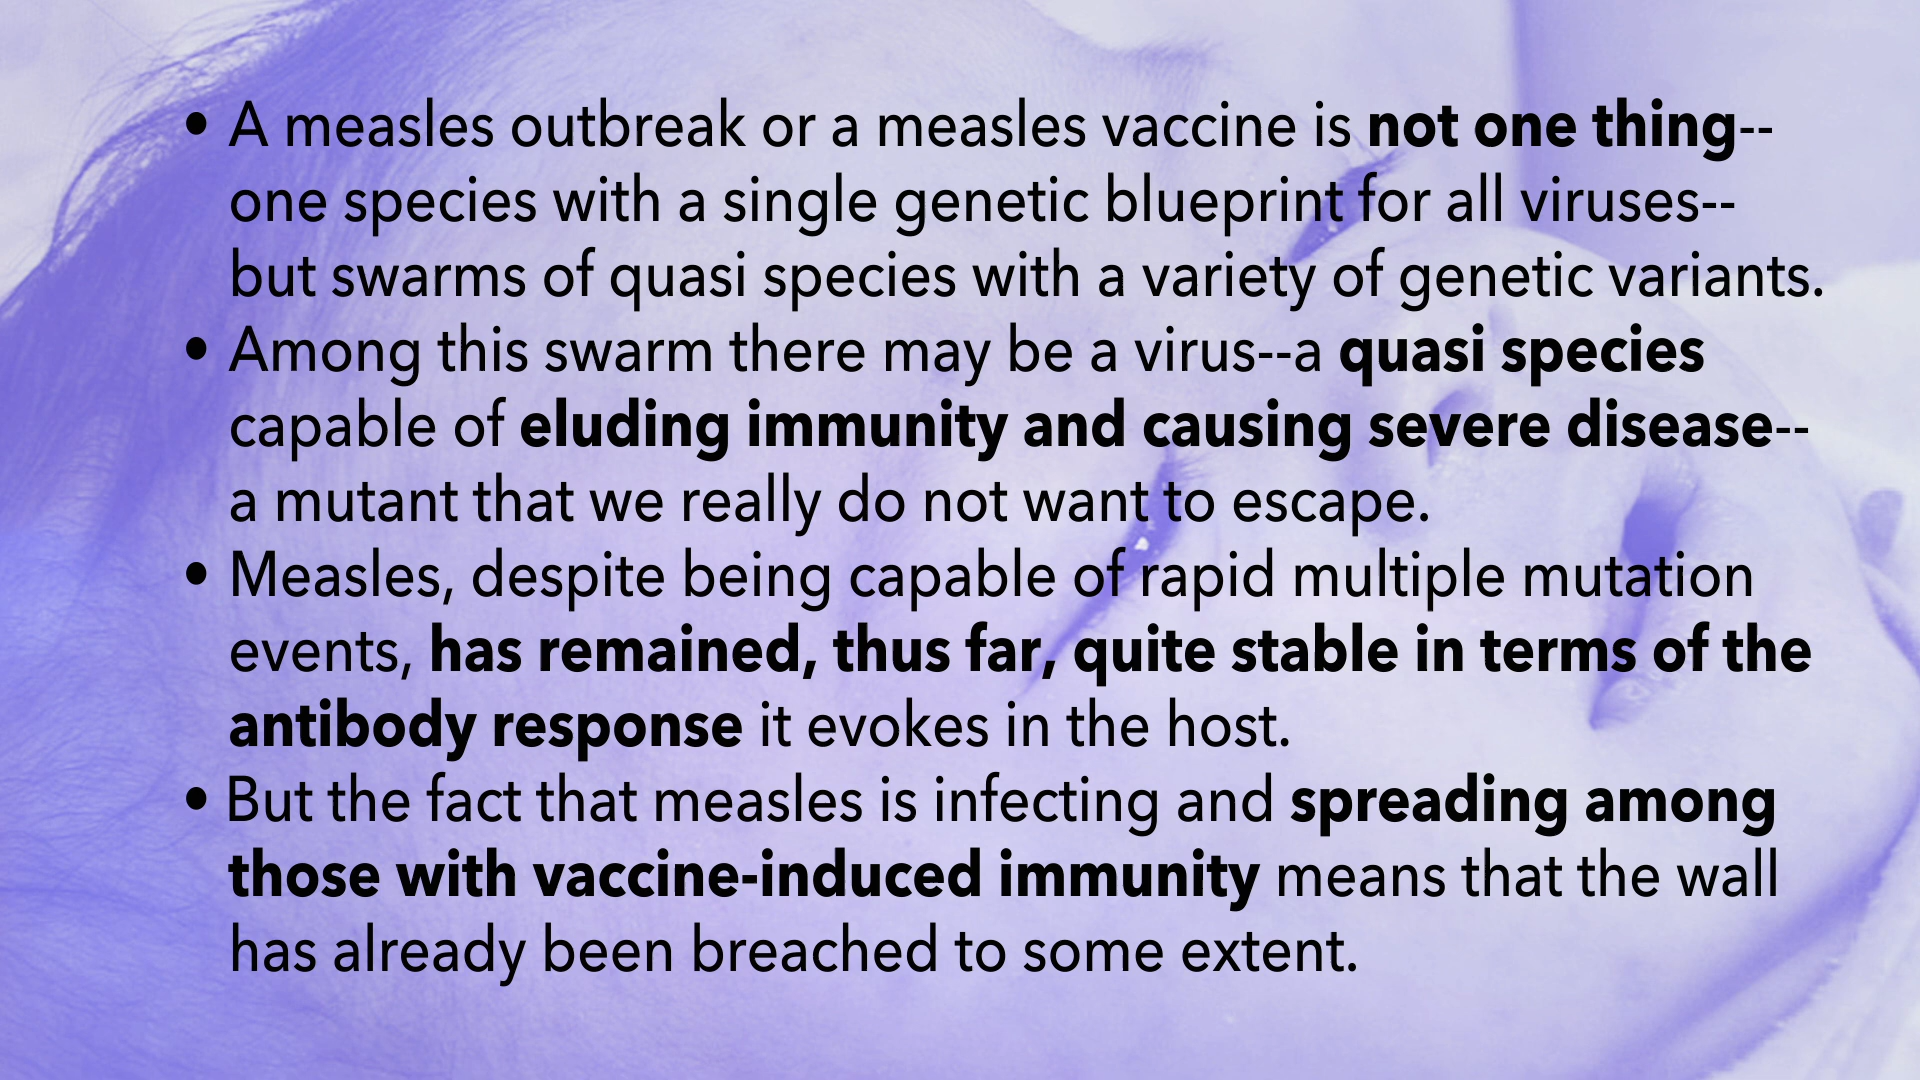 • A measles outbreak or a measles vaccine is not one thing--
one species with a single genetic blueprint for all viruses--
but swarms of quasi species with a variety of genetic variants.
• Among this swarm there may be a virus--a quasi species
capable of eluding immunity and causing severe disease--
a mutant that we really do not want to escape.
• Measles, despite being capable of rapid multiple mutation
events, has remained, thus far, quite stable in terms of the
antibody response it evokes in the host.
• But the fact that measles is infecting and spreading among
those with vaccine-induced immunity means that the wall
has already been breached to some extent.